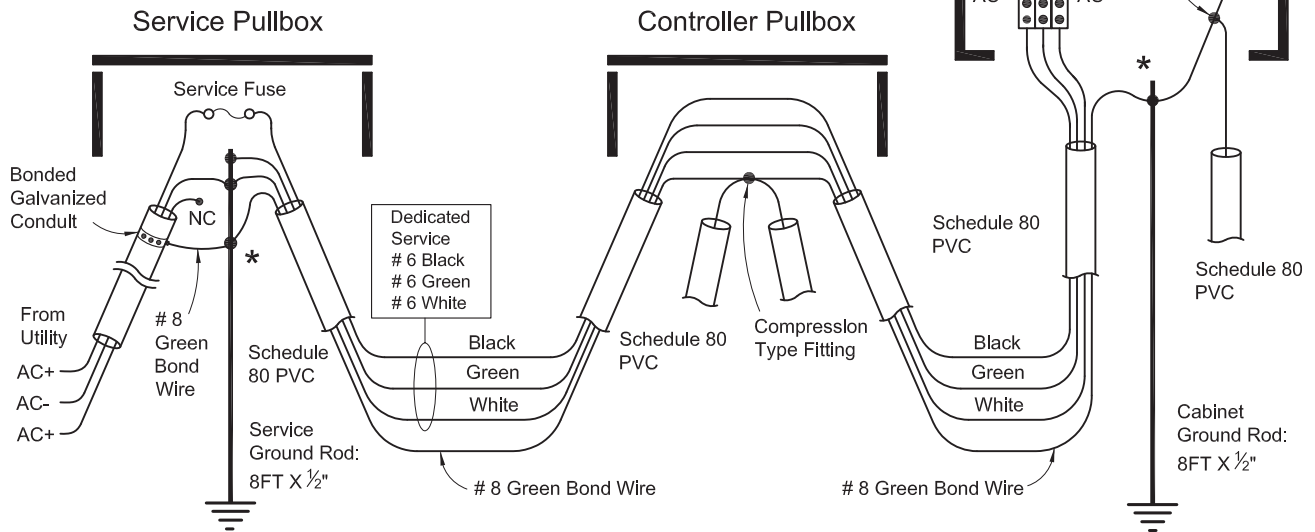 Service Pullbox
Controller Pullbox
Service Fuse
Bonded
Galvanized
Conduit
NC
*
From
Utility
AC+
AC-
AC+
# 8
Green
Bond
Wire
Schedule
80 PVC
Service
Ground Rod:
8FT X ½"
Dedicated
Service
# 6 Black
# 6 Green
# 6 White
Black
Green
White
# 8 Green Bond Wire
Schedule 80
PVC
Compression
Type Fitting
Black
Green
White
# 8 Green Bond Wire
Schedule 80
PVC
*
Schedule 80
PVC
Cabinet
Ground Rod:
8FT X ½"